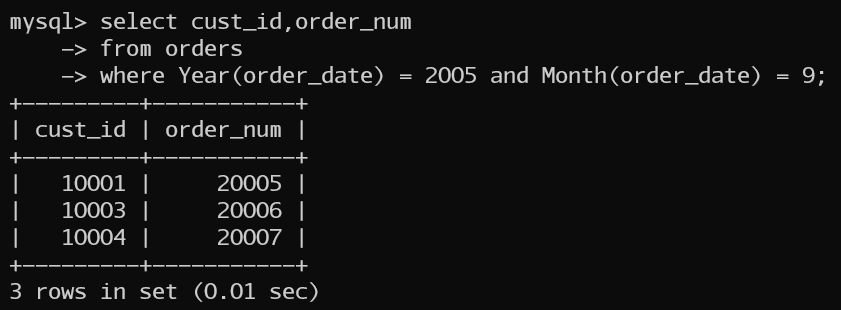 mysql> select cust_id,order_num
    -> from orders
    -> where Year(order_date) = 2005 and Month(order_date) = 9;
+---------+-----------+
| cust_id | order_num |
+---------+-----------+
|   10001 |     20005 |
|   10003 |     20006 |
|   10004 |     20007 |
+---------+-----------+
3 rows in set (0.01 sec)